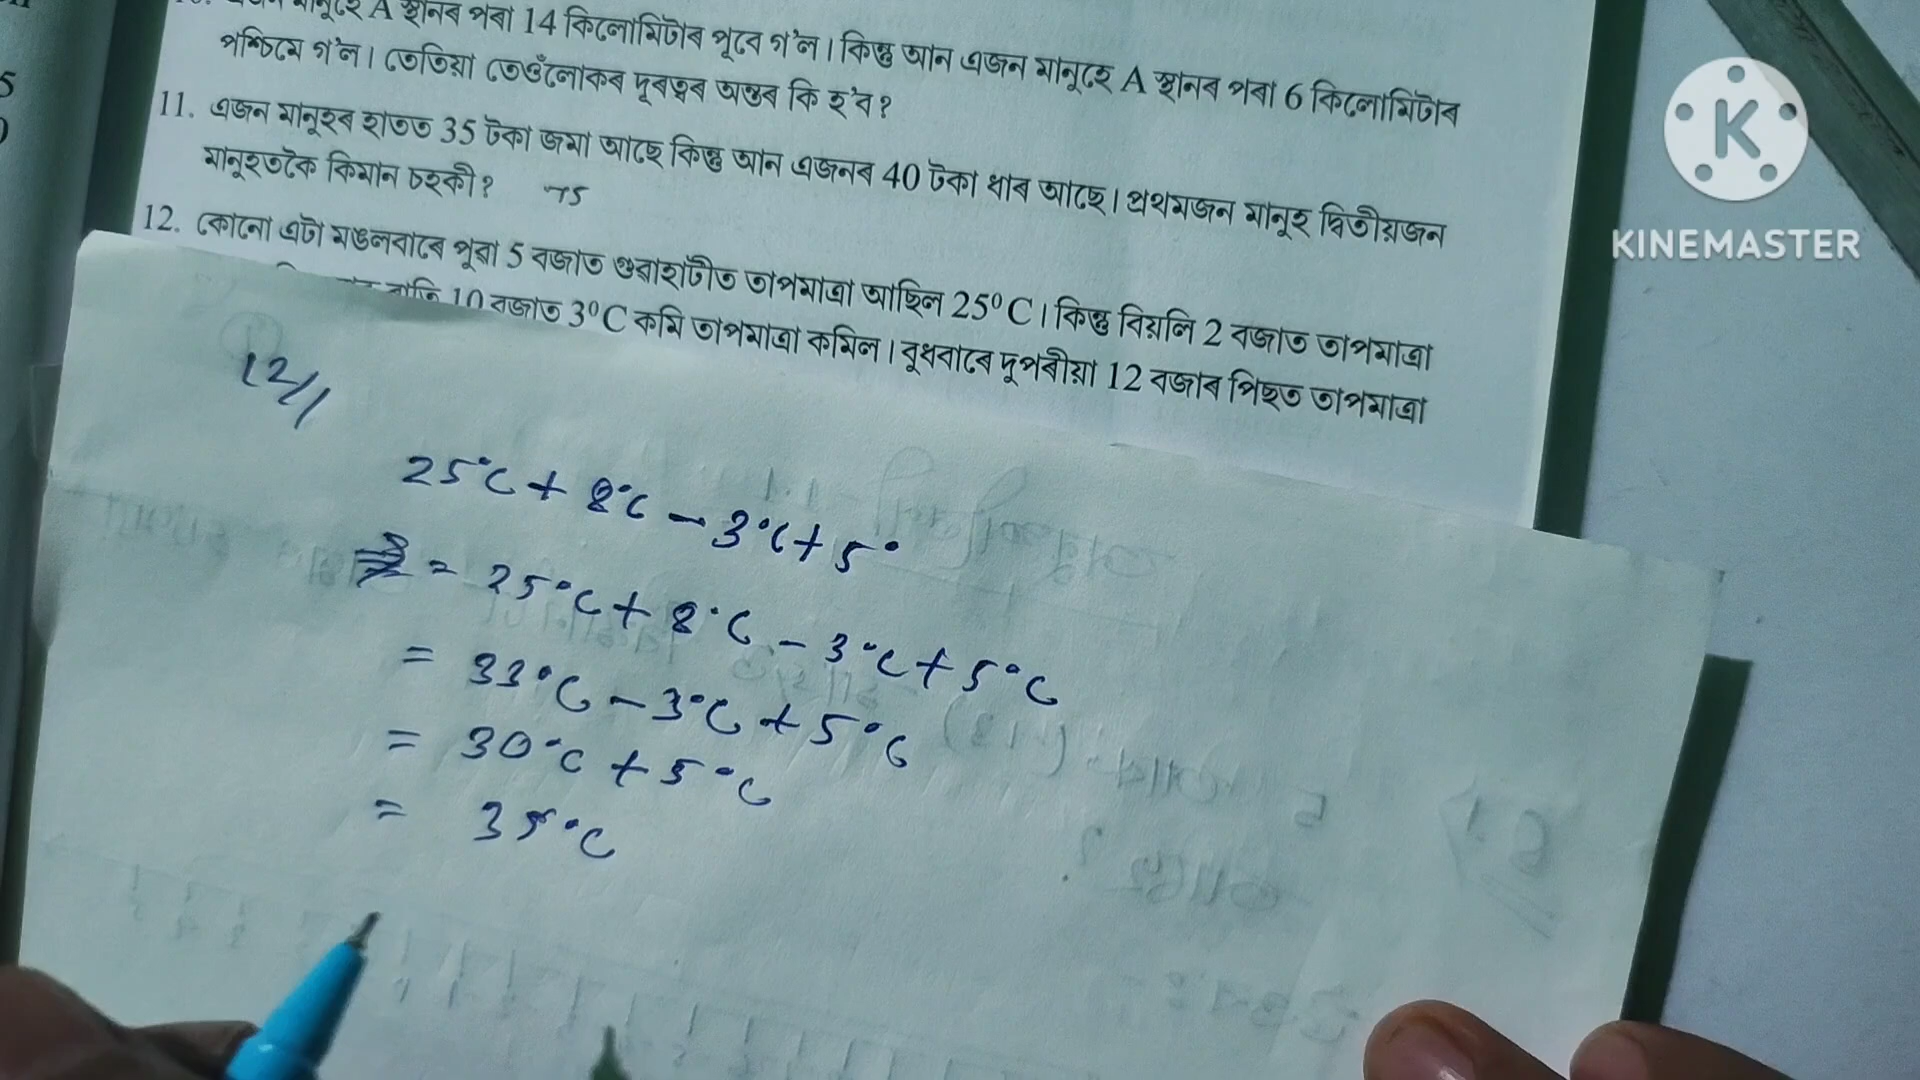 মানুহে A স্থানৰ পৰা 14 কিলোমিটাৰ পূবে গ'ল। কিন্তু আন এজন মানুহে A স্থানৰ পৰা 6 কিলোমিটাৰ
পশ্চিমে গ'ল। তেতিয়া তেওঁলোকৰ দূৰত্বৰ অন্তৰ কি হ'ব?
11. এজন মানুহৰ হাতত 35 টকা জমা আছে কিন্তু আন এজনৰ 40 টকা ধাৰ আছে। প্ৰথমজন মানুহ দ্বিতীয়জন
মানুহতকৈ কিমান চহকী? 75
12. কোনো এটা মঙলবাৰে পুৱা 5 বজাত গুৱাহাটীত তাপমাত্ৰা আছিল 25⁰ C। কিন্তু বিয়লি 2 বজাত তাপমাত্ৰা
ৰাতি 10 বজাত 3⁰C কমি তাপমাত্ৰা কমিল। বুধবাৰে দুপৰীয়া 12 বজাৰ পিছত তাপমাত্ৰা
K
KINEMASTER
12//
25°C + 8°C - 3°C + 5°
= 25°C + 8°C - 3°C + 5°C
= 33°C - 3°C + 5°C
= 30°C + 5°C
= 35°C